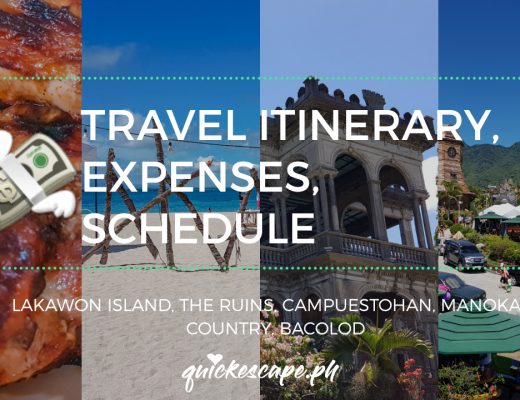 TRAVEL ITINERARY,
EXPENSES,
SCHEDULE
LAKAWON ISLAND, THE RUINS, CAMPUESTOHAN, MANOKA
COUNTRY, BACOLOD
quickescape.ph